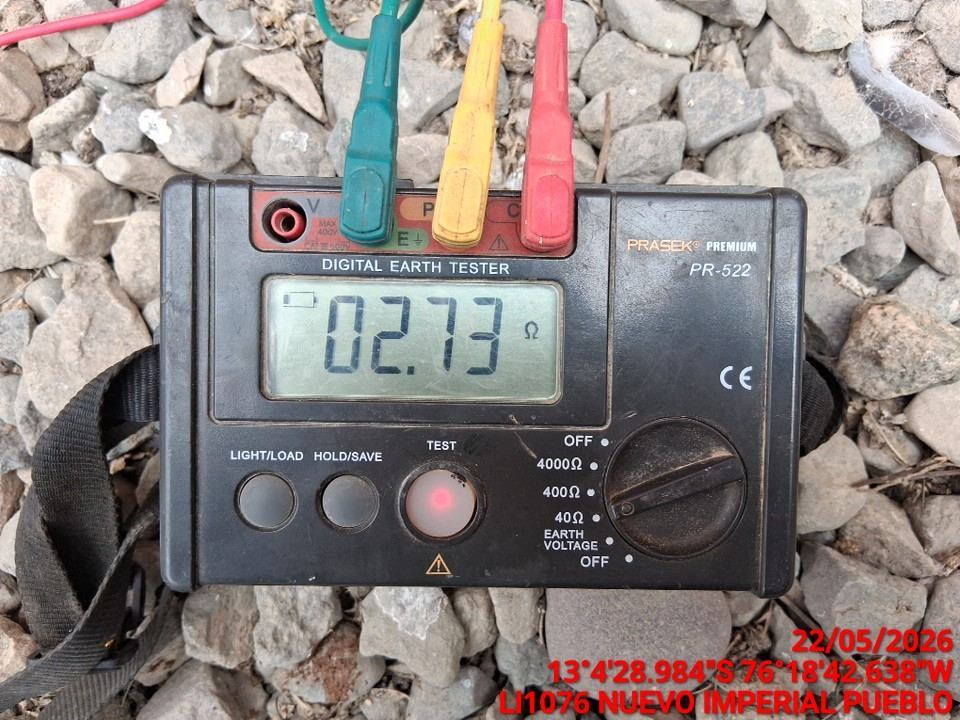 V
MAX
400V
E
P
C
DIGITAL EARTH TESTER
PRASEK® PREMIUM
PR-522
02.73 Ω
CE
LIGHT/LOAD HOLD/SAVE
TEST
OFF
4000Ω
400Ω
40Ω
EARTH
VOLTAGE
OFF
22/05/2026
13°4'28.984"S 76°18'42.638"W
LI1076 NUEVO IMPERIAL PUEBLO